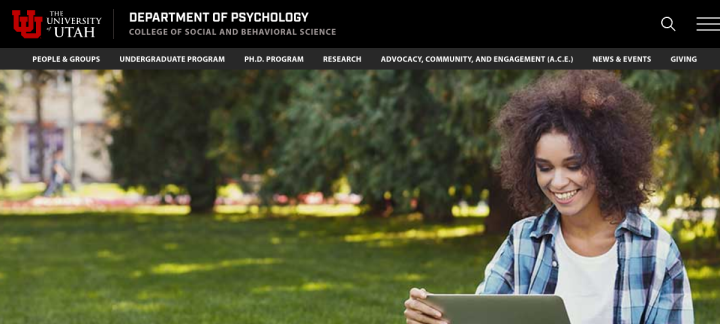 THE
UNIVERSITY
of UTAH
DEPARTMENT OF PSYCHOLOGY
COLLEGE OF SOCIAL AND BEHAVIORAL SCIENCE
PEOPLE & GROUPS UNDERGRADUATE PROGRAM PH.D. PROGRAM RESEARCH ADVOCACY, COMMUNITY, AND ENGAGEMENT (A.C.E.) NEWS & EVENTS GIVING